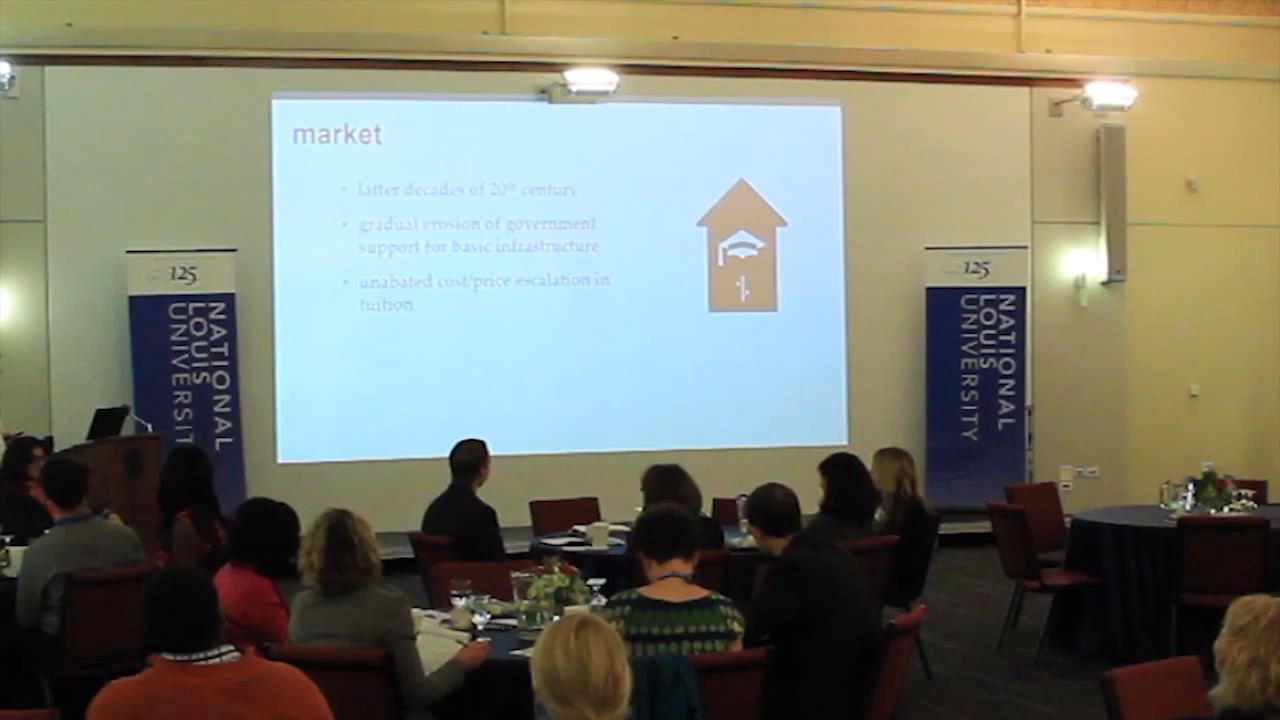 market
• latter decades of 20th century
• gradual erosion of government
support for basic infrastructure
• unabated cost/price escalation in
tuition
125
NATIONAL
LOUIS
UNIVERSITY
125
NATIONAL
LOUIS
UNIVERSITY